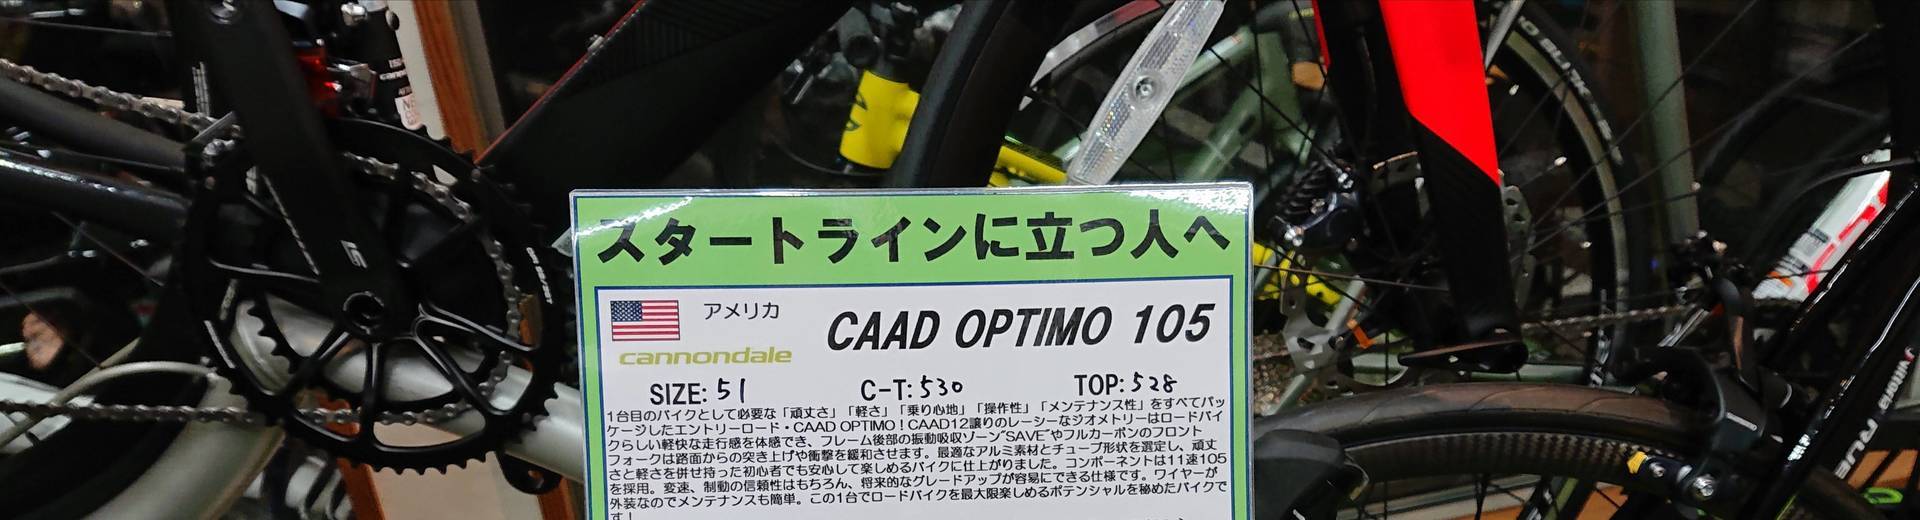 スタートラインに立つ人へ
アメリカ
cannondale
CAAD OPTIMO 105
SIZE: 51 C-T: 530 TOP: 528
1台目のバイクとして必要な「頑丈さ」「軽さ」「乗り心地」「操作性」「メンテナンス性」をすべてパッ
ケージしたエントリーロード・CAAD OPTIMO！CAAD12譲りのレーシーなジオメトリーはロードバイ
クらしい軽快な走行感を体感でき、フレーム後部の振動吸収ゾーン"SAVE"やフルカーボンのフロント
フォークは路面からの突き上げや衝撃を緩和させます。最適なアルミ素材とチューブ形状を選定し、頑丈
さと軽さを併せ持った初心者でも安心して楽しめるバイクに仕上がりました。コンポーネントは11速105
を採用。変速、制動の信頼性はもちろん、将来的なグレードアップが容易にできる仕様です。ワイヤーが
外装なのでメンテナンスも簡単。この1台でロードバイクを最大限楽しめるポテンシャルを秘めたバイクで
す！